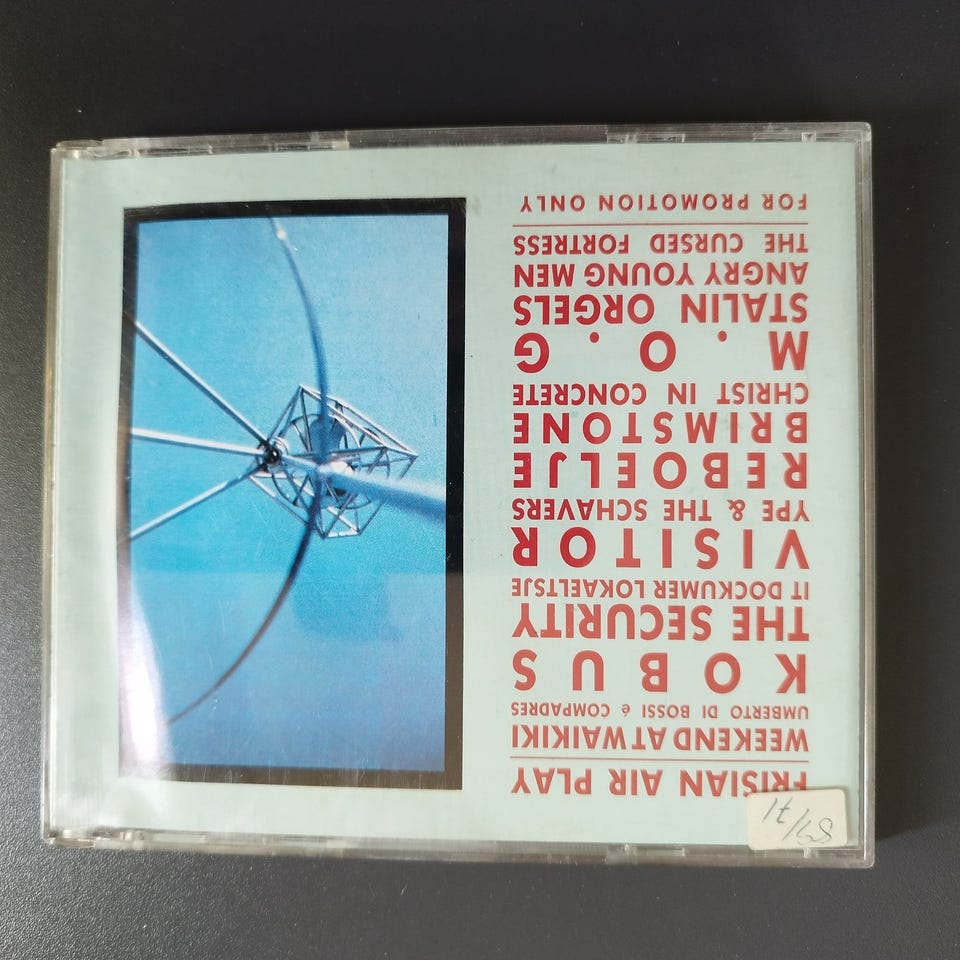 FRISIAN AIR PLAY
WEEKEND AT WAIKIKI
UMBERTO DI BOSSI é COMPADRES
KOBUS
THE SECURITY
IT DOCKUMER LOKAELTSJE
VISITOR
YPE & THE SCHAVERS
REBOELJE
BRIMSTONE
CHRIST IN CONCRETE
M.O.G
STALIN ORGELS
ANGRY YOUNG MEN
THE CURSED FORTRESS
FOR PROMOTION ONLY